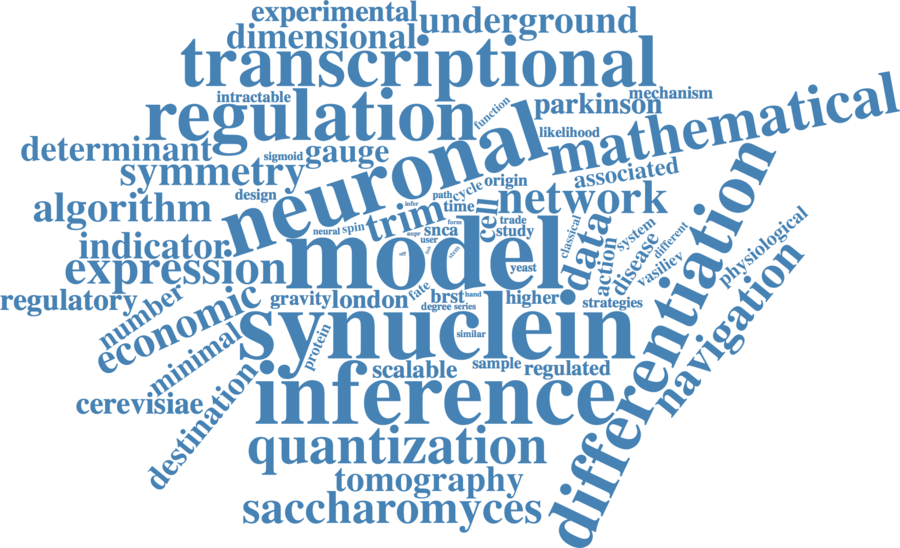 experimental
underground
dimensional
transcriptional
intractable
mechanism
regulation
function
parkinson
mathematical
likelihood
determinant
sigmoid
gauge
neuronal
associated
symmetry
design
path
cycle
origin
network
algorithm
infer
time
trim
cell
trade
neural
spin
snca
study
classical
data
system
different
differentiation
indicator
model
user
action
disease
vasiliev
physiological
expression
yeast
regulatory
number
economic
gravity
london
fate
brst
hand
higher
strategies
degree
series
navigation
synuclein
similar
protein
minimal
scalable
sample
regulated
cerevisiae
destination
inference
quantization
tomography
saccharomyces